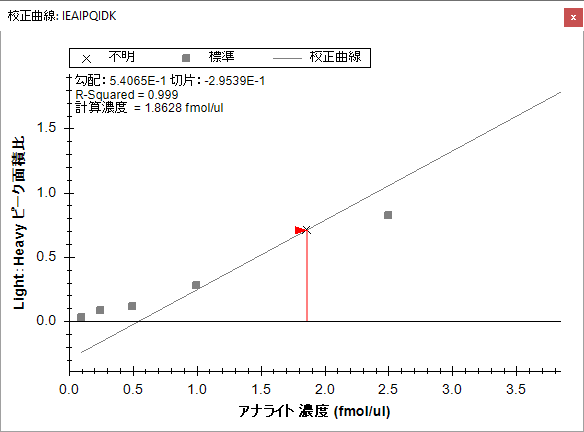 校正曲線: IEAIPQIDK
x
不明 標準 校正曲線
勾配: 5.4065E-1 切片: -2.9539E-1
R-Squared = 0.999
計算濃度 = 1.8628 fmol/ul
Light:Heavy ピーク面積比
1.5
1.0
0.5
0.0
0.0 0.5 1.0 1.5 2.0 2.5 3.0 3.5
アナライト 濃度 (fmol/ul)